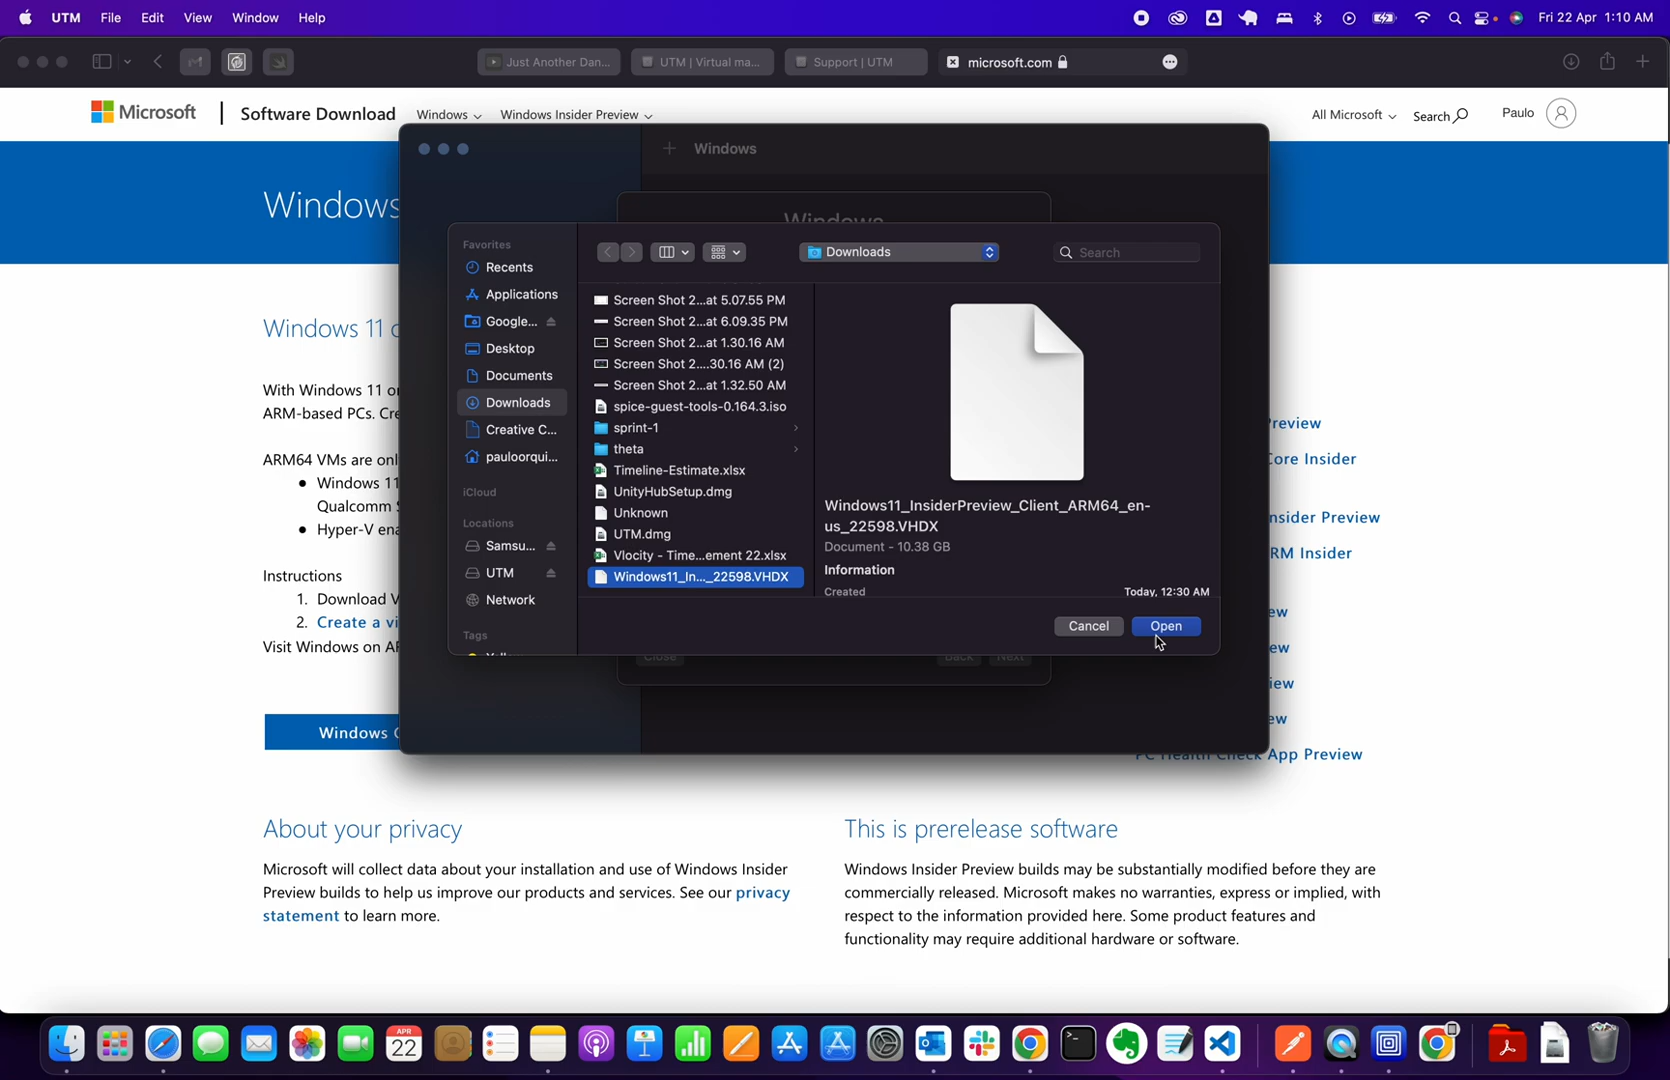 UTM File Edit View Window Help Fri 22 Apr 1:10 AM
Just Another Dan... UTM | Virtual ma... Support | UTM microsoft.com
Microsoft Software Download Windows Windows Insider Preview All Microsoft Search Paulo
Windows
Windows
Windows
Favorites
Recents
Applications
Google...
Desktop
Documents
Downloads
Creative C...
pauloorqui...
iCloud
Locations
Samsu...
UTM
Network
Tags
Yellow
Downloads
Search
Screen Shot 2...at 5.07.55 PM
Screen Shot 2...at 6.09.35 PM
Screen Shot 2...at 1.30.16 AM
Screen Shot 2....30.16 AM (2)
Screen Shot 2...at 1.32.50 AM
spice-guest-tools-0.164.3.iso
sprint-1
theta
Timeline-Estimate.xlsx
UnityHubSetup.dmg
Unknown
UTM.dmg
Vlocity - Time...ement 22.xlsx
Windows11_In..._22598.VHDX
Windows11_InsiderPreview_Client_ARM64_en-
us_22598.VHDX
Document - 10.38 GB
Information
Created Today, 12:30 AM
Cancel Open
Close Back Next
Windows 11 o
With Windows 11 on
ARM-based PCs. Cre
ARM64 VMs are onl
Windows 11
Qualcomm S
Hyper-V ena
Instructions
1. Download V
2. Create a vi
Visit Windows on AR
Windows C
review
Core Insider
nsider Preview
RM Insider
ew
ew
iew
ew
PC Health Check App Preview
About your privacy
Microsoft will collect data about your installation and use of Windows Insider
Preview builds to help us improve our products and services. See our privacy
statement to learn more.
This is prerelease software
Windows Insider Preview builds may be substantially modified before they are
commercially released. Microsoft makes no warranties, express or implied, with
respect to the information provided here. Some product features and
functionality may require additional hardware or software.
APR
22